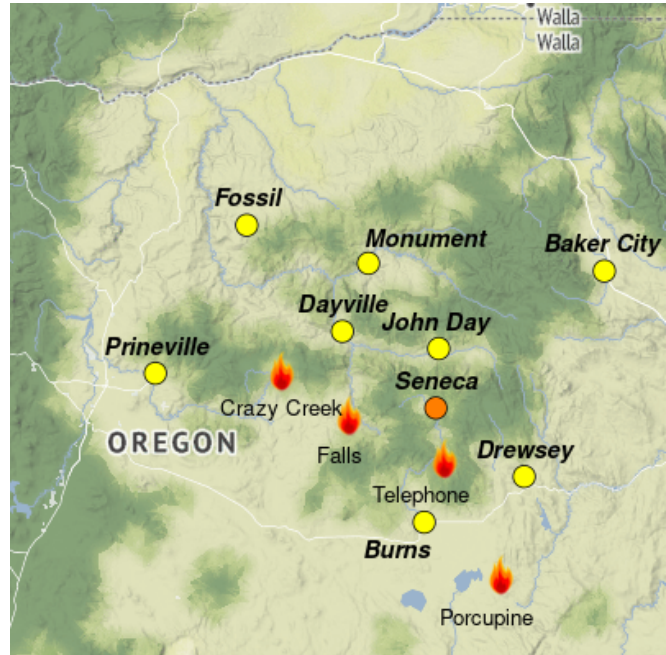 Walla
Walla
Fossil
Monument
Baker City
Dayville
John Day
Prineville
Seneca
Crazy Creek
OREGON
Falls
Drewsey
Telephone
Burns
Porcupine